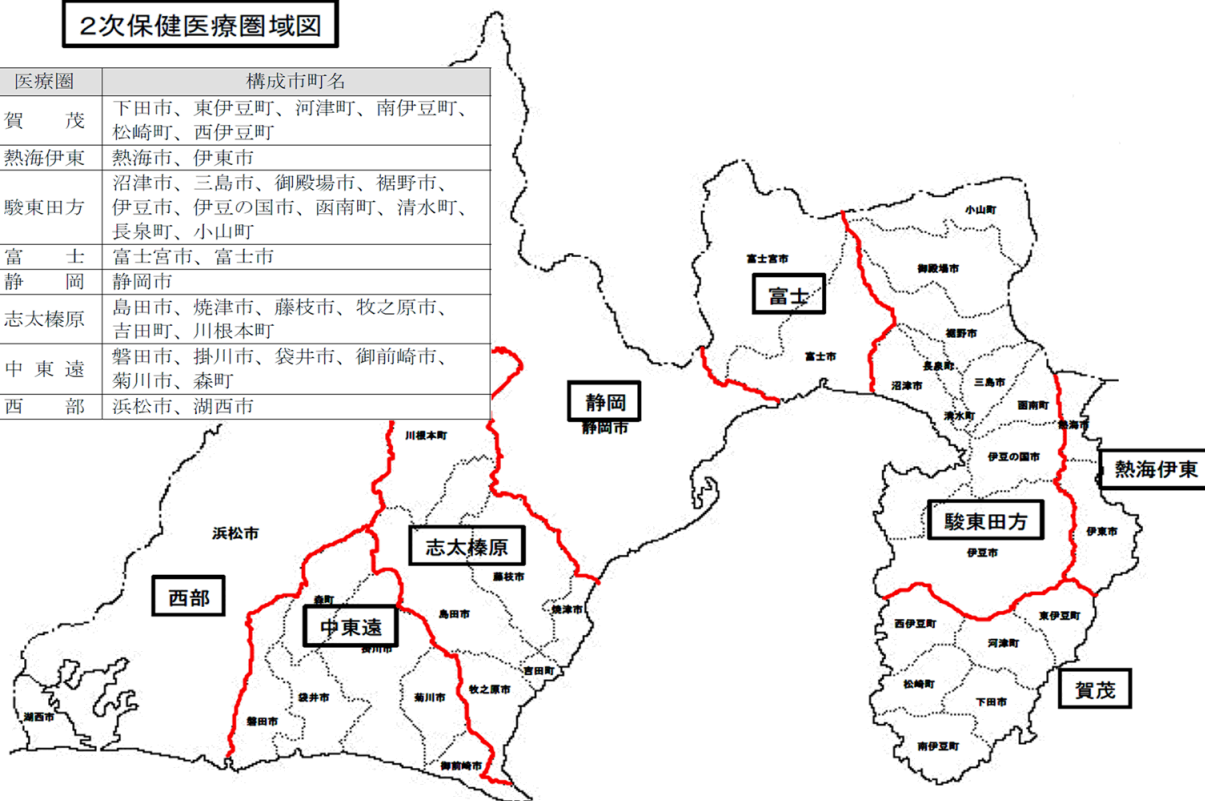 ２次保健医療圏域図
医療圏 構成市町名
賀茂 下田市、東伊豆町、河津町、南伊豆町、
松崎町、西伊豆町
熱海伊東 熱海市、伊東市
駿東田方 沼津市、三島市、御殿場市、裾野市、
伊豆市、伊豆の国市、函南町、清水町、
長泉町、小山町
富士 富士宮市、富士市
静岡 静岡市
志太榛原 島田市、焼津市、藤枝市、牧之原市、
吉田町、川根本町
中東遠 磐田市、掛川市、袋井市、御前崎市、
菊川市、森町
西部 浜松市、湖西市
小山町
富士宮市
御殿場市
富士
裾野市
富士市
長泉町
三島市
沼津市
函南町
清水町
熱海市
静岡
静岡市
川根本町
伊豆の国市
熱海伊東
駿東田方
伊豆市
伊東市
浜松市
志太榛原
藤枝市
西部
森町
焼津市
島田市
中東遠
掛川市
西伊豆町
東伊豆町
河津町
吉田町
松崎町
賀茂
牧之原市
菊川市
袋井市
下田市
湖西市
磐田市
南伊豆町
御前崎市